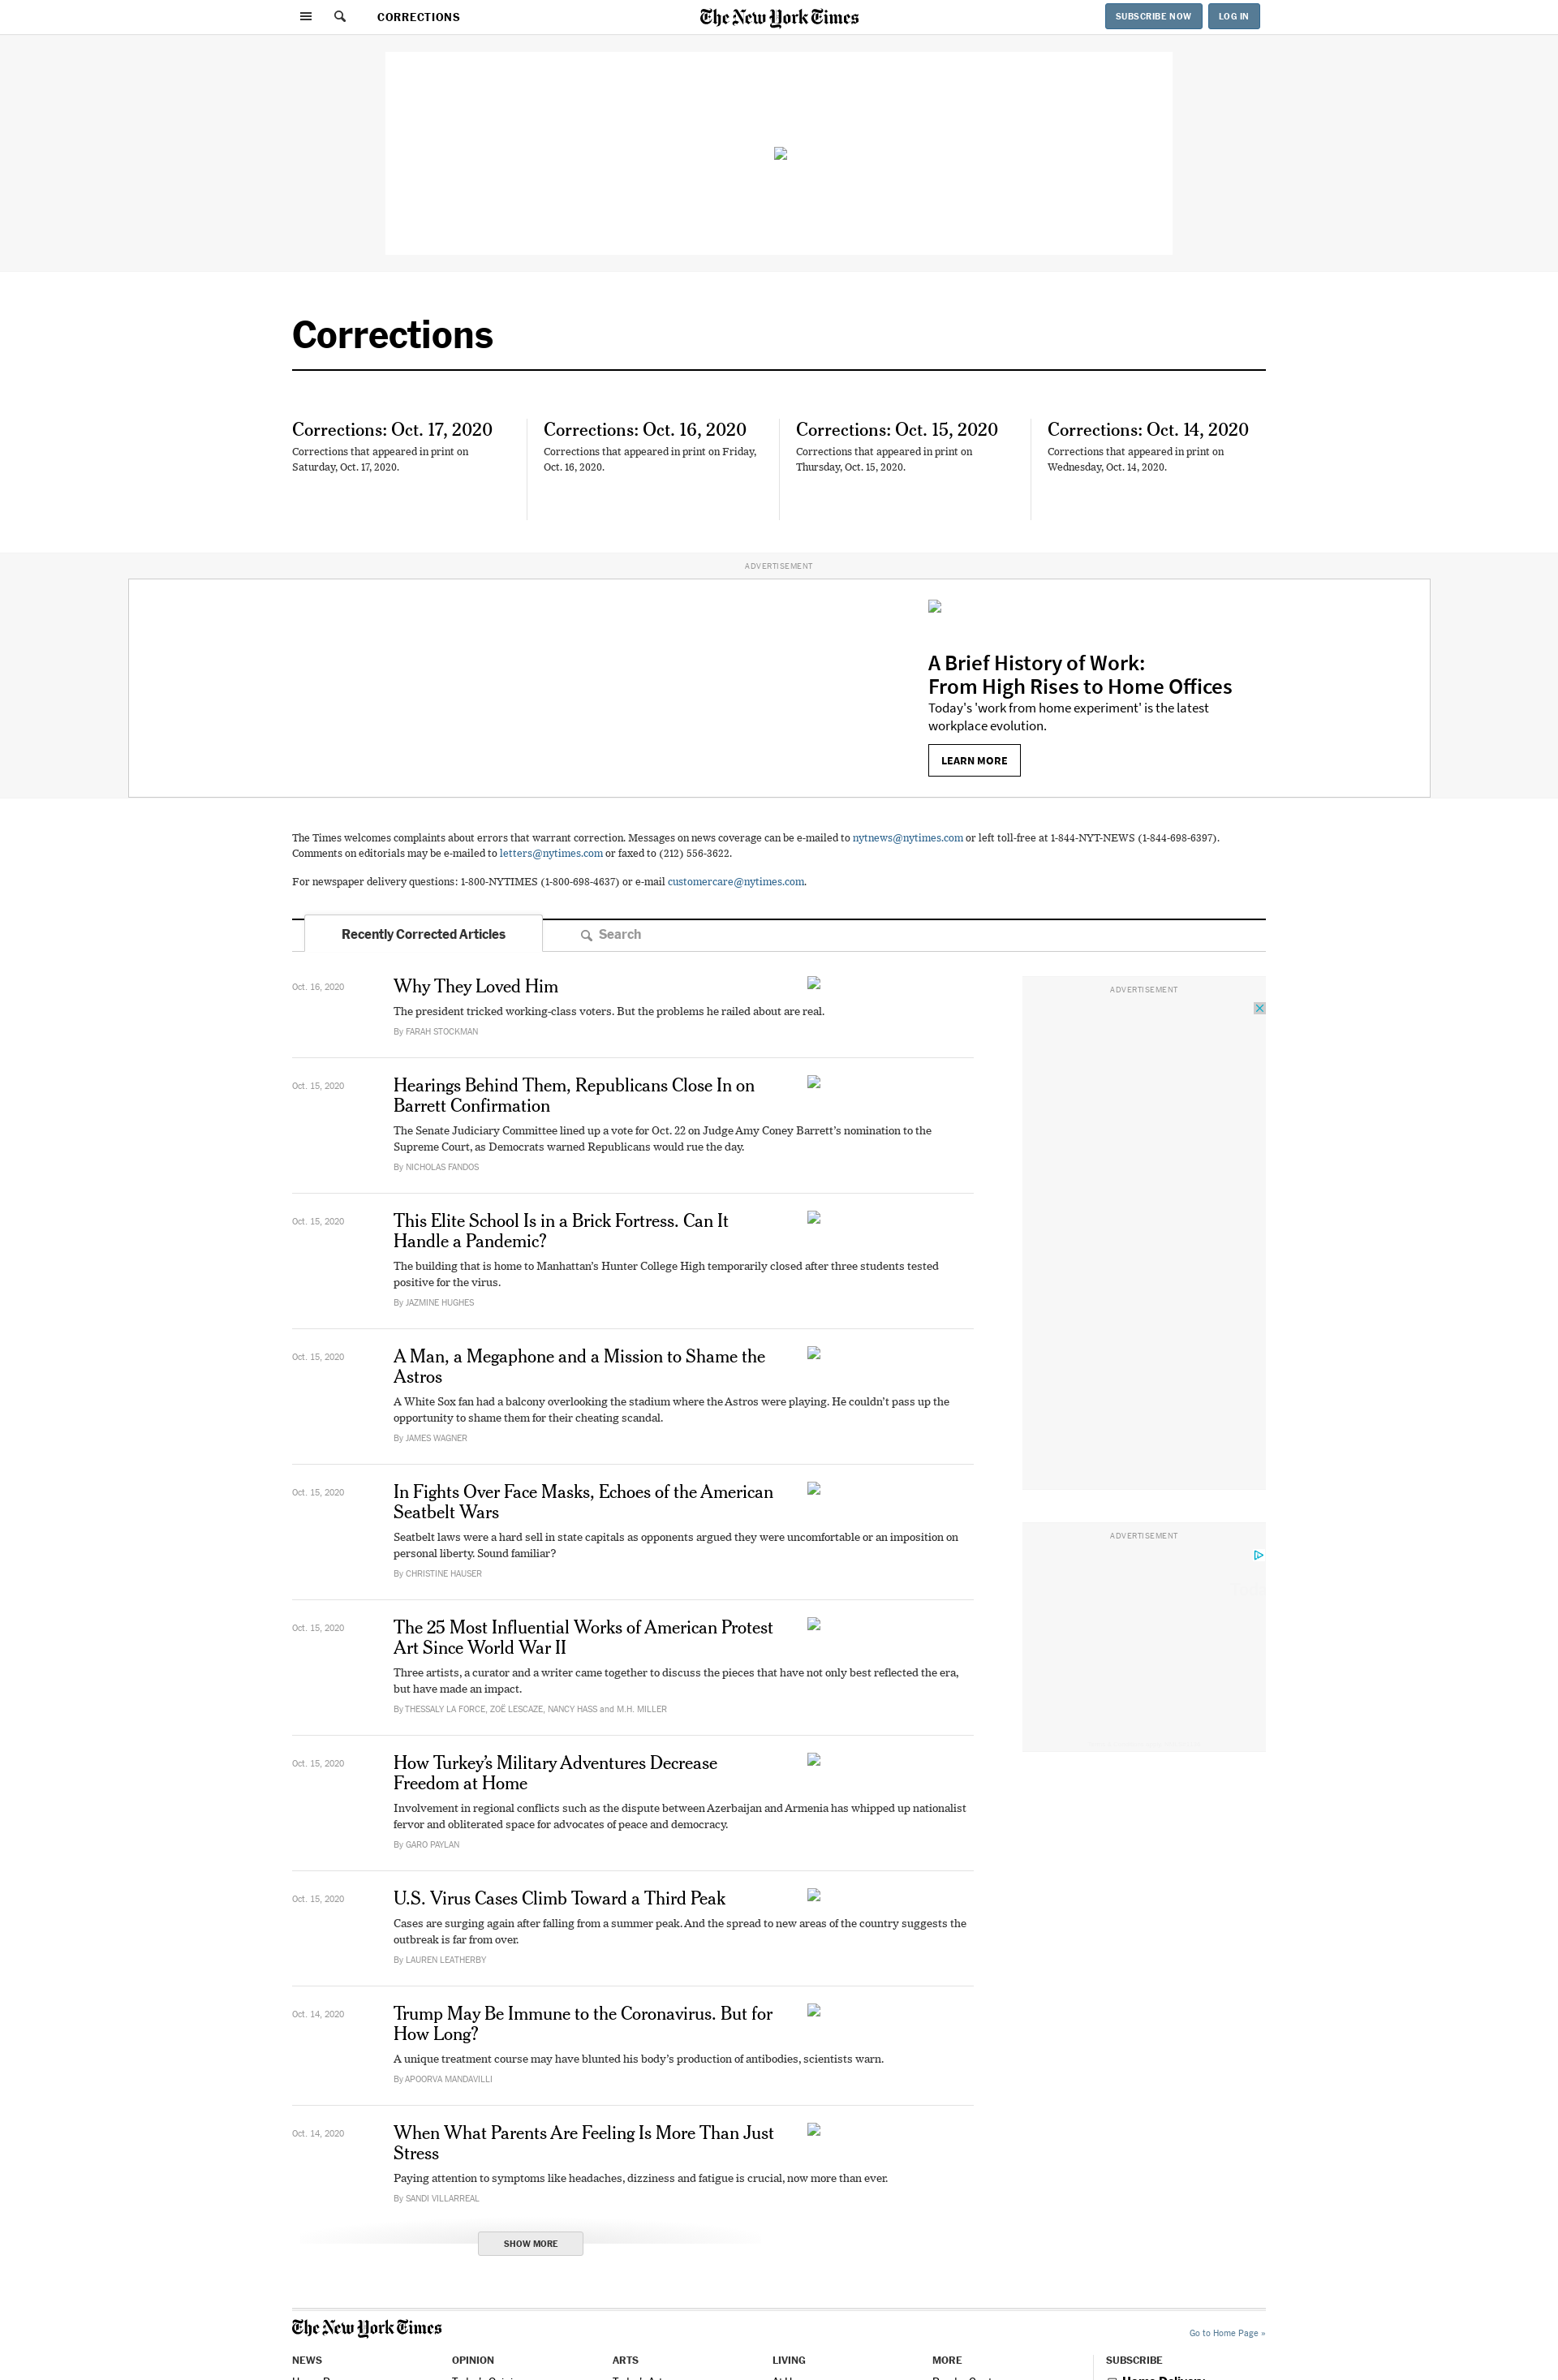 CORRECTIONS
The New York Times
SUBSCRIBE NOW
LOG IN
Corrections
Corrections: Oct. 17, 2020
Corrections that appeared in print on
Saturday, Oct. 17, 2020.
Corrections: Oct. 16, 2020
Corrections that appeared in print on Friday,
Oct. 16, 2020.
Corrections: Oct. 15, 2020
Corrections that appeared in print on
Thursday, Oct. 15, 2020.
Corrections: Oct. 14, 2020
Corrections that appeared in print on
Wednesday, Oct. 14, 2020.
ADVERTISEMENT
A Brief History of Work:
From High Rises to Home Offices
Today's 'work from home experiment' is the latest
workplace evolution.
LEARN MORE
The Times welcomes complaints about errors that warrant correction. Messages on news coverage can be e-mailed to nytnews@nytimes.com or left toll-free at 1-844-NYT-NEWS (1-844-698-6397).
Comments on editorials may be e-mailed to letters@nytimes.com or faxed to (212) 556-3622.
For newspaper delivery questions: 1-800-NYTIMES (1-800-698-4637) or e-mail customercare@nytimes.com.
Recently Corrected Articles
Search
Oct. 16, 2020
Why They Loved Him
The president tricked working-class voters. But the problems he railed about are real.
By FARAH STOCKMAN
Oct. 15, 2020
Hearings Behind Them, Republicans Close In on
Barrett Confirmation
The Senate Judiciary Committee lined up a vote for Oct. 22 on Judge Amy Coney Barrett’s nomination to the
Supreme Court, as Democrats warned Republicans would rue the day.
By NICHOLAS FANDOS
Oct. 15, 2020
This Elite School Is in a Brick Fortress. Can It
Handle a Pandemic?
The building that is home to Manhattan’s Hunter College High temporarily closed after three students tested
positive for the virus.
By JAZMINE HUGHES
Oct. 15, 2020
A Man, a Megaphone and a Mission to Shame the
Astros
A White Sox fan had a balcony overlooking the stadium where the Astros were playing. He couldn’t pass up the
opportunity to shame them for their cheating scandal.
By JAMES WAGNER
Oct. 15, 2020
In Fights Over Face Masks, Echoes of the American
Seatbelt Wars
Seatbelt laws were a hard sell in state capitals as opponents argued they were uncomfortable or an imposition on
personal liberty. Sound familiar?
By CHRISTINE HAUSER
Oct. 15, 2020
The 25 Most Influential Works of American Protest
Art Since World War II
Three artists, a curator and a writer came together to discuss the pieces that have not only best reflected the era,
but have made an impact.
By THESSALY LA FORCE, ZOË LESCAZE, NANCY HASS and M.H. MILLER
Oct. 15, 2020
How Turkey’s Military Adventures Decrease
Freedom at Home
Involvement in regional conflicts such as the dispute between Azerbaijan and Armenia has whipped up nationalist
fervor and obliterated space for advocates of peace and democracy.
By GARO PAYLAN
Oct. 15, 2020
U.S. Virus Cases Climb Toward a Third Peak
Cases are surging again after falling from a summer peak. And the spread to new areas of the country suggests the
outbreak is far from over.
By LAUREN LEATHERBY
Oct. 14, 2020
Trump May Be Immune to the Coronavirus. But for
How Long?
A unique treatment course may have blunted his body’s production of antibodies, scientists warn.
By APOORVA MANDAVILLI
Oct. 14, 2020
When What Parents Are Feeling Is More Than Just
Stress
Paying attention to symptoms like headaches, dizziness and fatigue is crucial, now more than ever.
By SANDI VILLARREAL
SHOW MORE
ADVERTISEMENT
ADVERTISEMENT
The New York Times
Go to Home Page »
NEWS
OPINION
ARTS
LIVING
MORE
SUBSCRIBE
Home Delivery